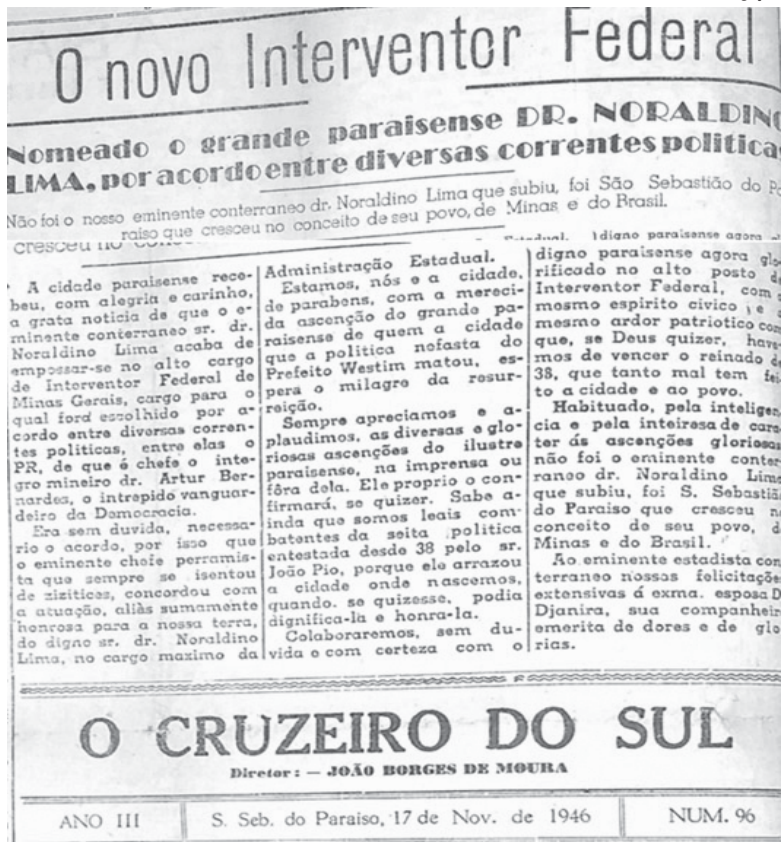 O novo Interventor Federal
Nomeado o grande paraisense DR. NORALDINO
LIMA, por acordo entre diversas correntes politica
Não foi o nosso eminente conterraneo dr. Noraldino Lima que subiu, foi São Sebastião do
raiso que cresceu no conceito de seu povo, de Minas e do Brasil.
cresceu no
A cidade paraisense rece-
beu, com alegria e carinho,
a grata noticia de que o e-
minente conterraneo sr. dr.
Noraldino Lima acaba de
empossar-se no alto cargo
de Interventor Federal de
Minas Gerais, cargo para o
qual forá escolhido por a-
cordo entre diversas corren-
tes politicas, entre elas o
PR, de que é chefe o inte-
gro mineiro dr. Artur Ber-
nardes, o intrepido vanguar-
deiro da Democracia.
Era sem duvida, necessa-
rio o acordo, por isso que
o eminente chefe perramis-
ta que sempre se isentou
de ziziticos, concordou com
a atuação, aliàs sumamente
honrosa para a nossa terra,
do digno sr. dr. Noraldino
Lima, no cargo maximo da
Administração Estadual.
Estamos, nós e a cidade,
de parabens, com a mereci-
da ascenção do grande pa-
raisense de quem a cidade
que a politica nefasta do
Prefeito Westim matou, es-
pera o milagre da resur-
reição.
Sempre apreciamos e a-
plaudimos, as diversas e glo-
riosas ascenções do ilustre
paraisense, na imprensa ou
fôra dela. Ele proprio o con-
firmará, se quizer. Sabe a-
inda que somos leais com-
batentes da seita politica
entestada desde 38 pelo sr.
João Pio, porque ele arrazou
a cidade onde nascemos,
quando, se quizesse, podia
dignifica-la e honra-la.
Colaboraremos, sem du-
vida e com certeza com o
digno paraisense agora glo-
rificado no alto posto de
Interventor Federal, com
mesmo espirito civico e
mesmo ardor patriotico com
que, se Deus quizer, have-
mos de vencer o reinado de
38, que tanto mal tem fei
to a cidade e ao povo.
Habituado, pela inteligen
cia e pela inteiresa de cara
ter ás ascenções gloriosas
não foi o eminente conter
raneo dr. Noraldino Lima
que subiu, foi S. Sebastiã
do Paraiso que cresceu n
conceito de seu povo, d
Minas e do Brasil.
Ao eminente estadista con
terraneo nossas felicitaçõe
extensivas á exma. esposa D
Djanira, sua companheir
emerita de dores e de glo
rias.
O CRUZEIRO DO SUL
Diretor: — JOÃO BORGES DE MOURA
ANO III
S. Seb. do Paraiso, 17 de Nov. de 1946
NUM. 96